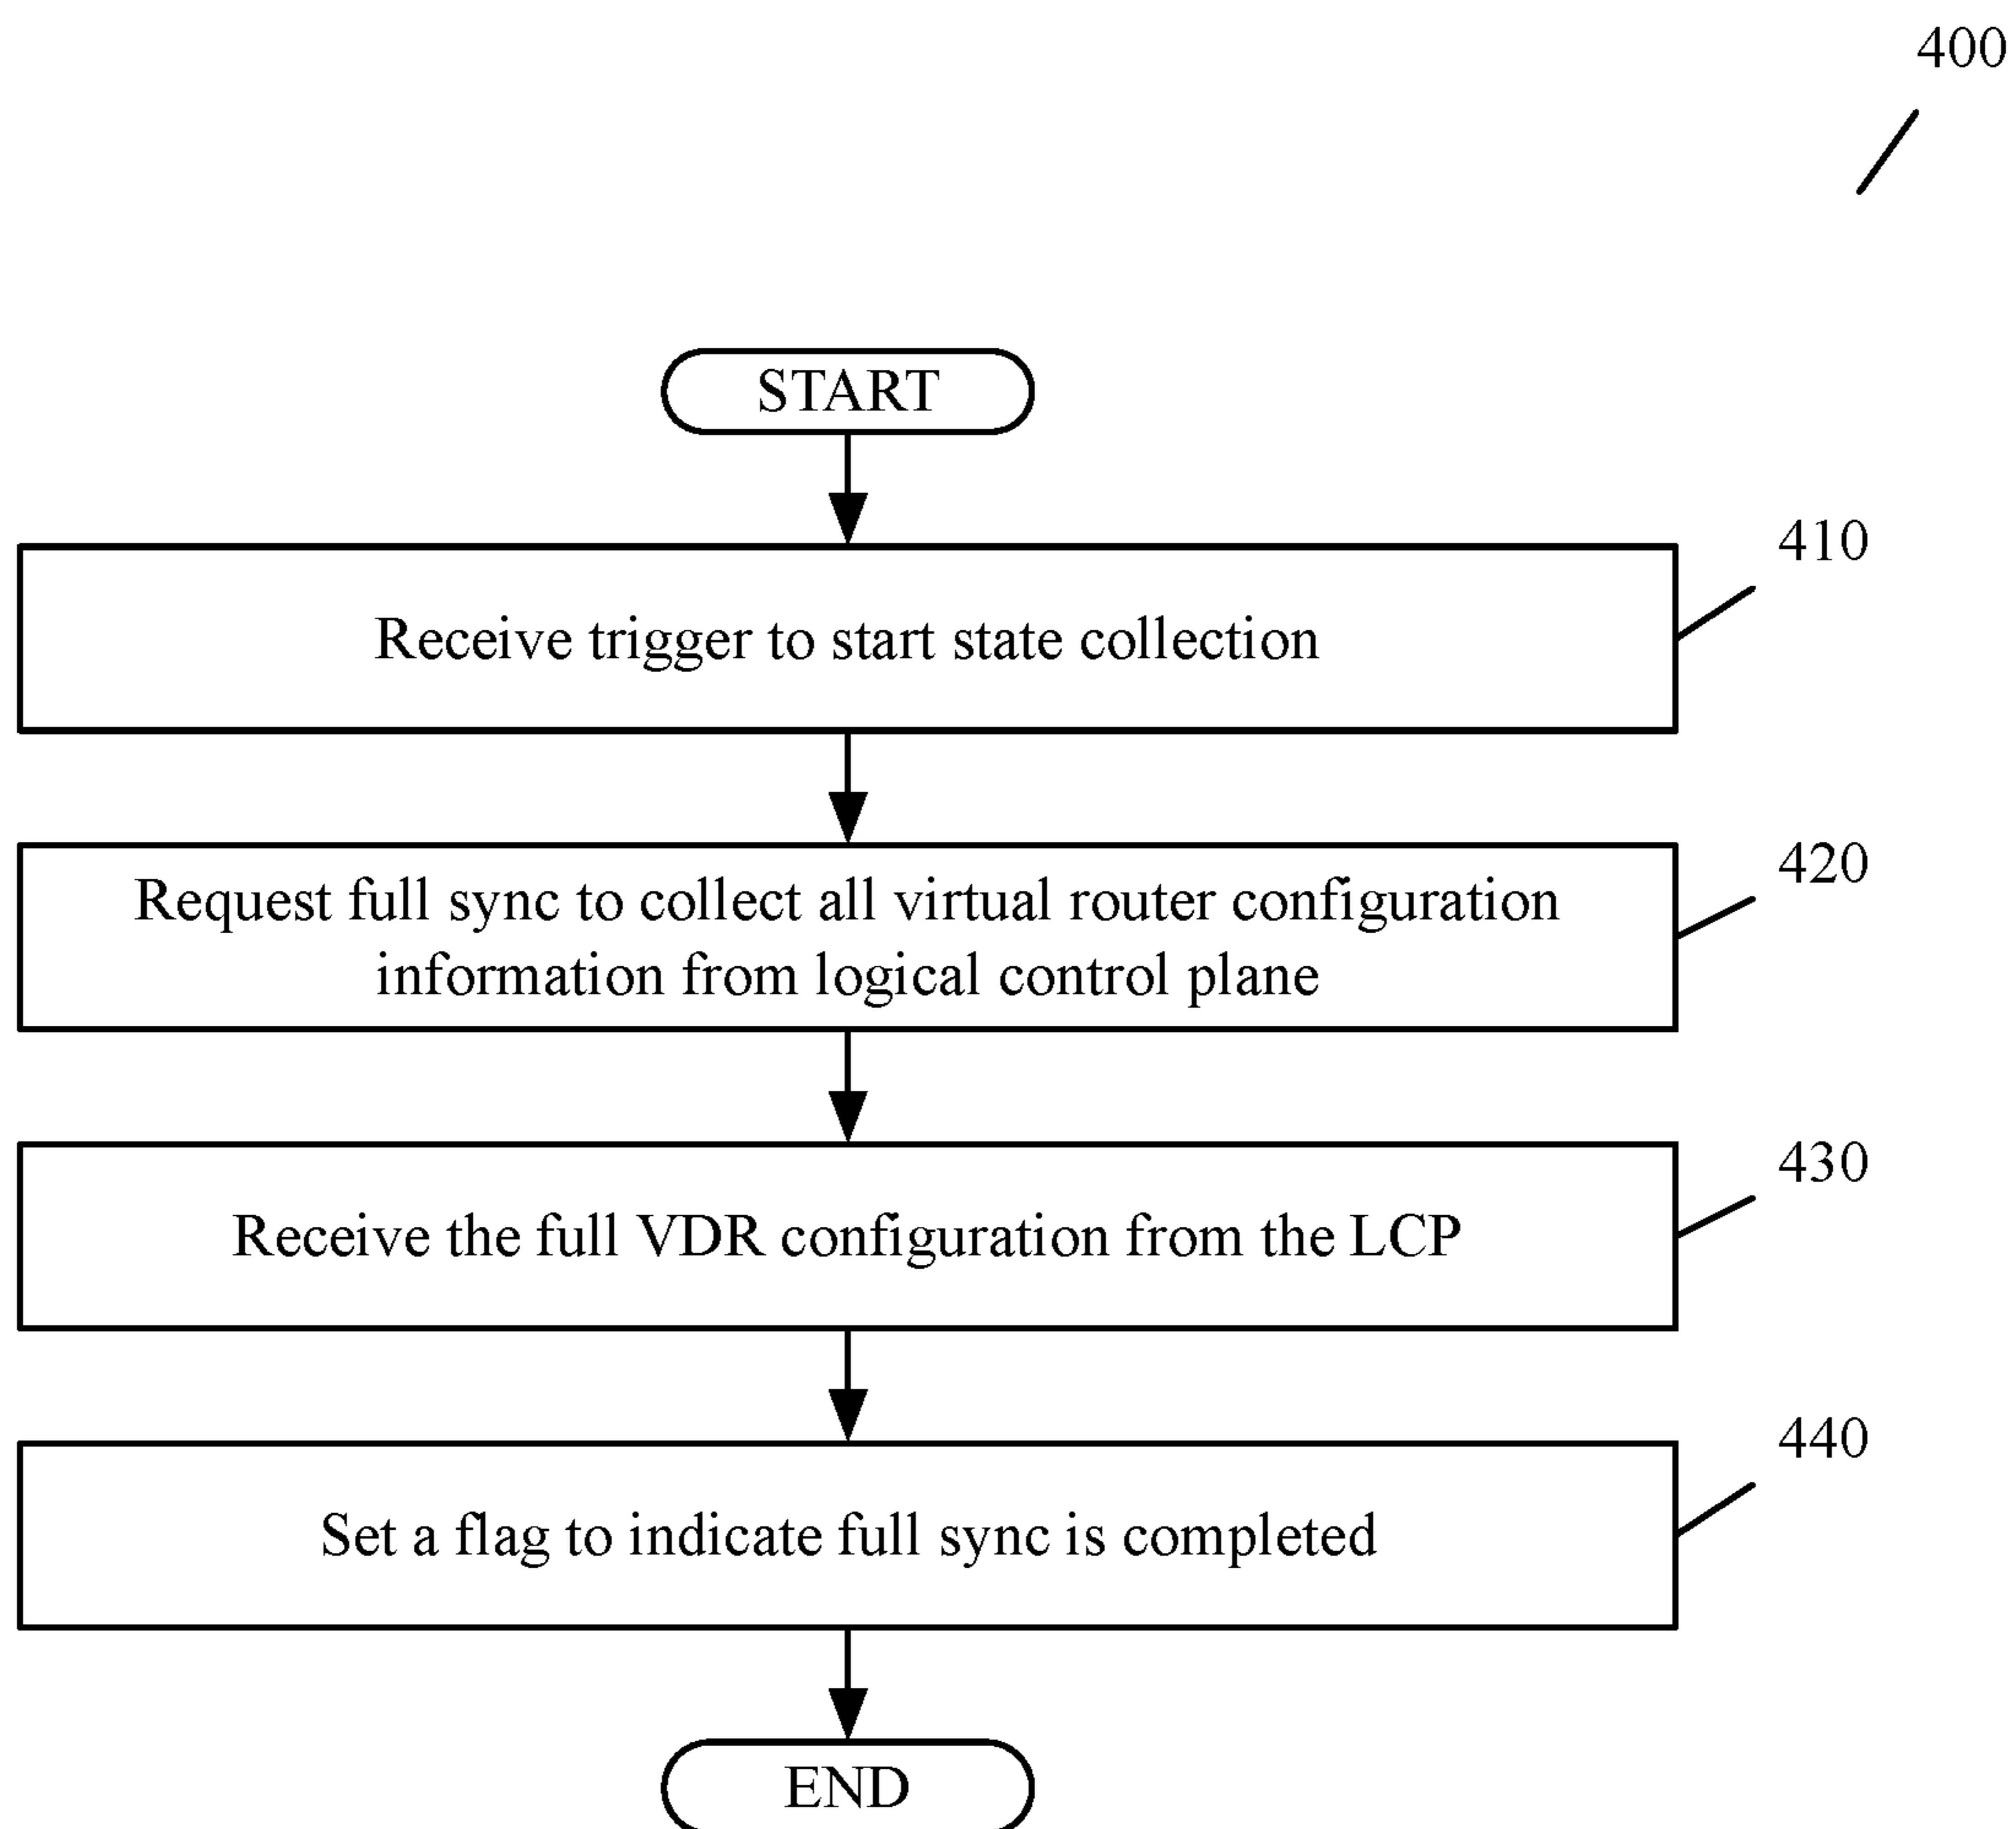 400
START
410
Receive trigger to start state collection
420
Request full sync to collect all virtual router configuration
information from logical control plane
430
Receive the full VDR configuration from the LCP
440
Set a flag to indicate full sync is completed
END